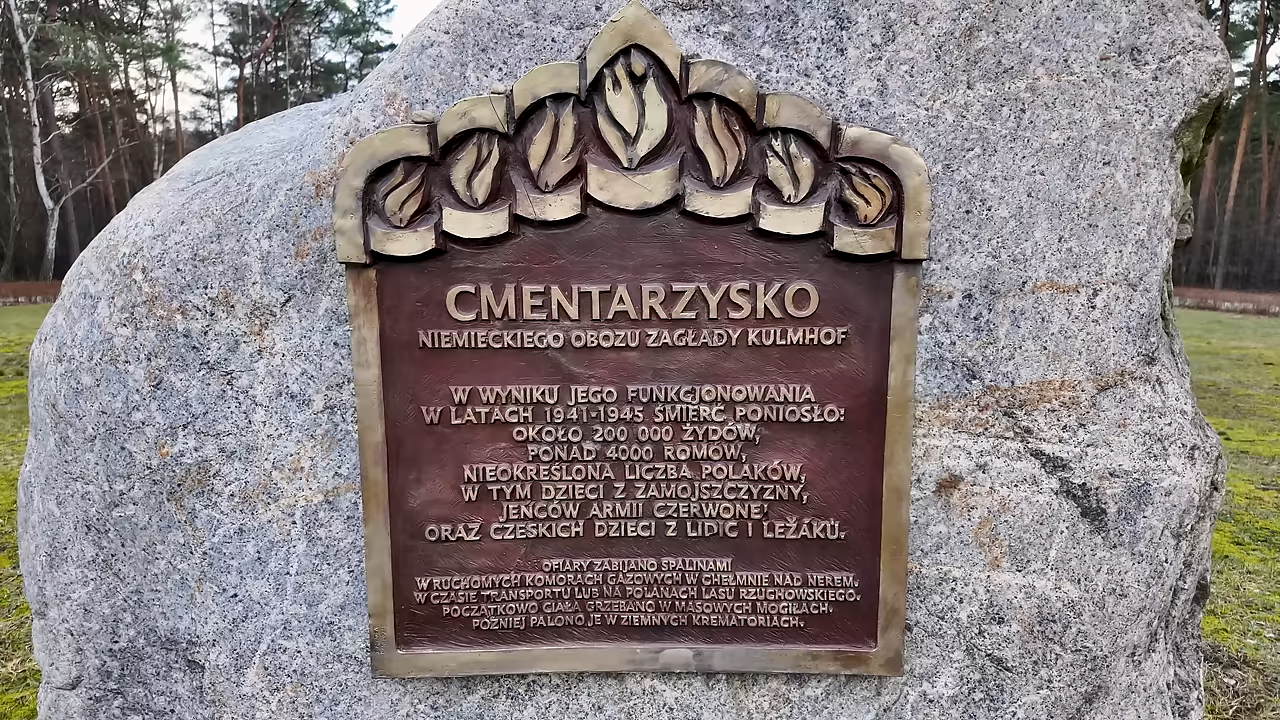 CMENTARZYSKO
NIEMIECKIEGO OBOZU ZAGŁADY KULMHOF
W WYNIKU JEGO FUNKCJONOWANIA
W LATACH 1941-1945 ŚMIERĆ PONIOSŁO:
OKOŁO 200 000 ŻYDÓW,
PONAD 4000 ROMÓW,
NIEOKREŚLONA LICZBA POLAKÓW,
W TYM DZIECI Z ZAMOJSZCZYZNY,
JEŃCÓW ARMII CZERWONEJ
ORAZ CZESKICH DZIECI Z LIDIC I LEŽÁKÙ.
OFIARY ZABIJANO SPALINAMI
W RUCHOMYCH KOMORACH GAZOWYCH W CHEŁMNIE NAD NEREM,
W CZASIE TRANSPORTU LUB NA POLANACH LASU RZUCHOWSKIEGO.
POCZĄTKOWO CIAŁA GRZEBANO W MASOWYCH MOGIŁACH.
PÓŹNIEJ PALONO JE W ZIEMNYCH KREMATORIACH.